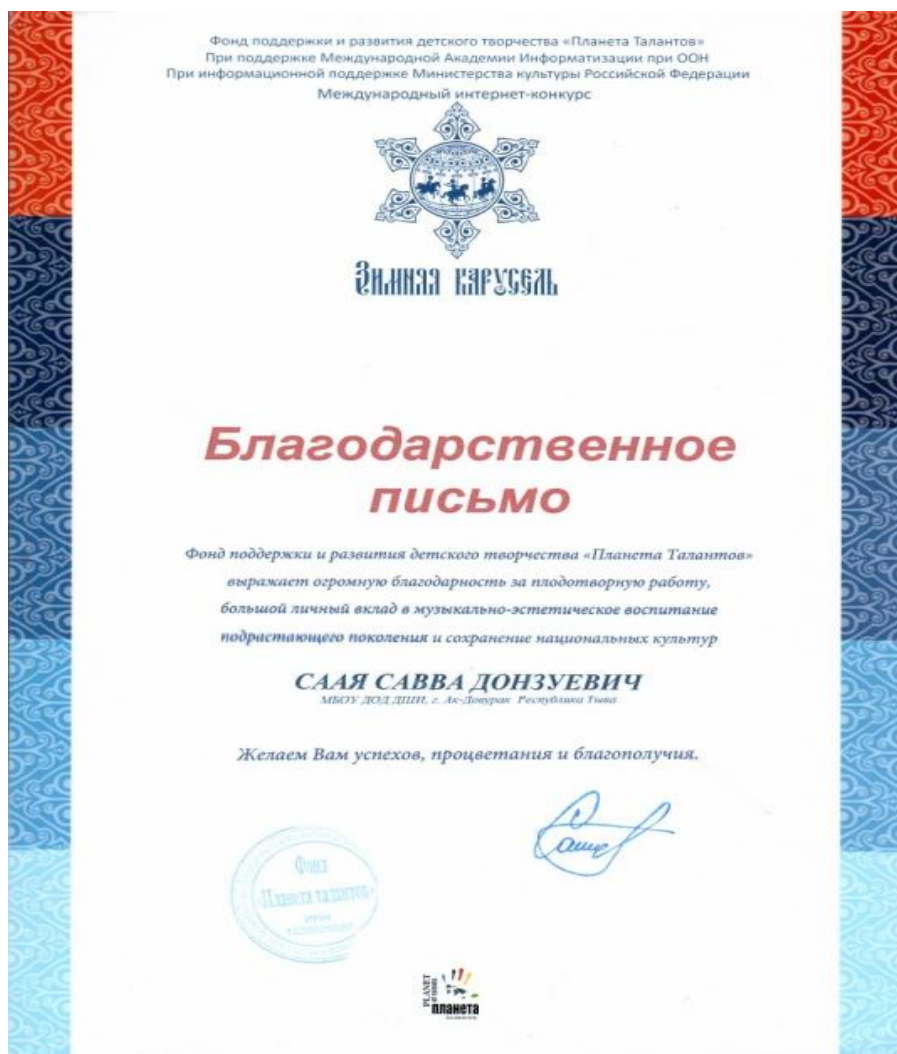 Фонд поддержки и развития детского творчества «Планета Талантов»
При поддержке Международной Академии Информатизации при ООН
При информационной поддержке Министерства культуры Российской Федерации
Международный интернет-конкурс
Зимняя карусель
Благодарственное
письмо
Фонд поддержки и развития детского творчества «Планета Талантов»
выражает огромную благодарность за плодотворную работу,
большой личный вклад в музыкально-эстетическое воспитание
подрастающего поколения и сохранение национальных культур
СААЯ САВВА ДОНЗУЕВИЧ
МБОУ ДОД ДШИ, г. Ак-Довурак Республика Тыва
Желаем Вам успехов, процветания и благополучия.
Фонд
«Планета талантов»
PLANET
планета